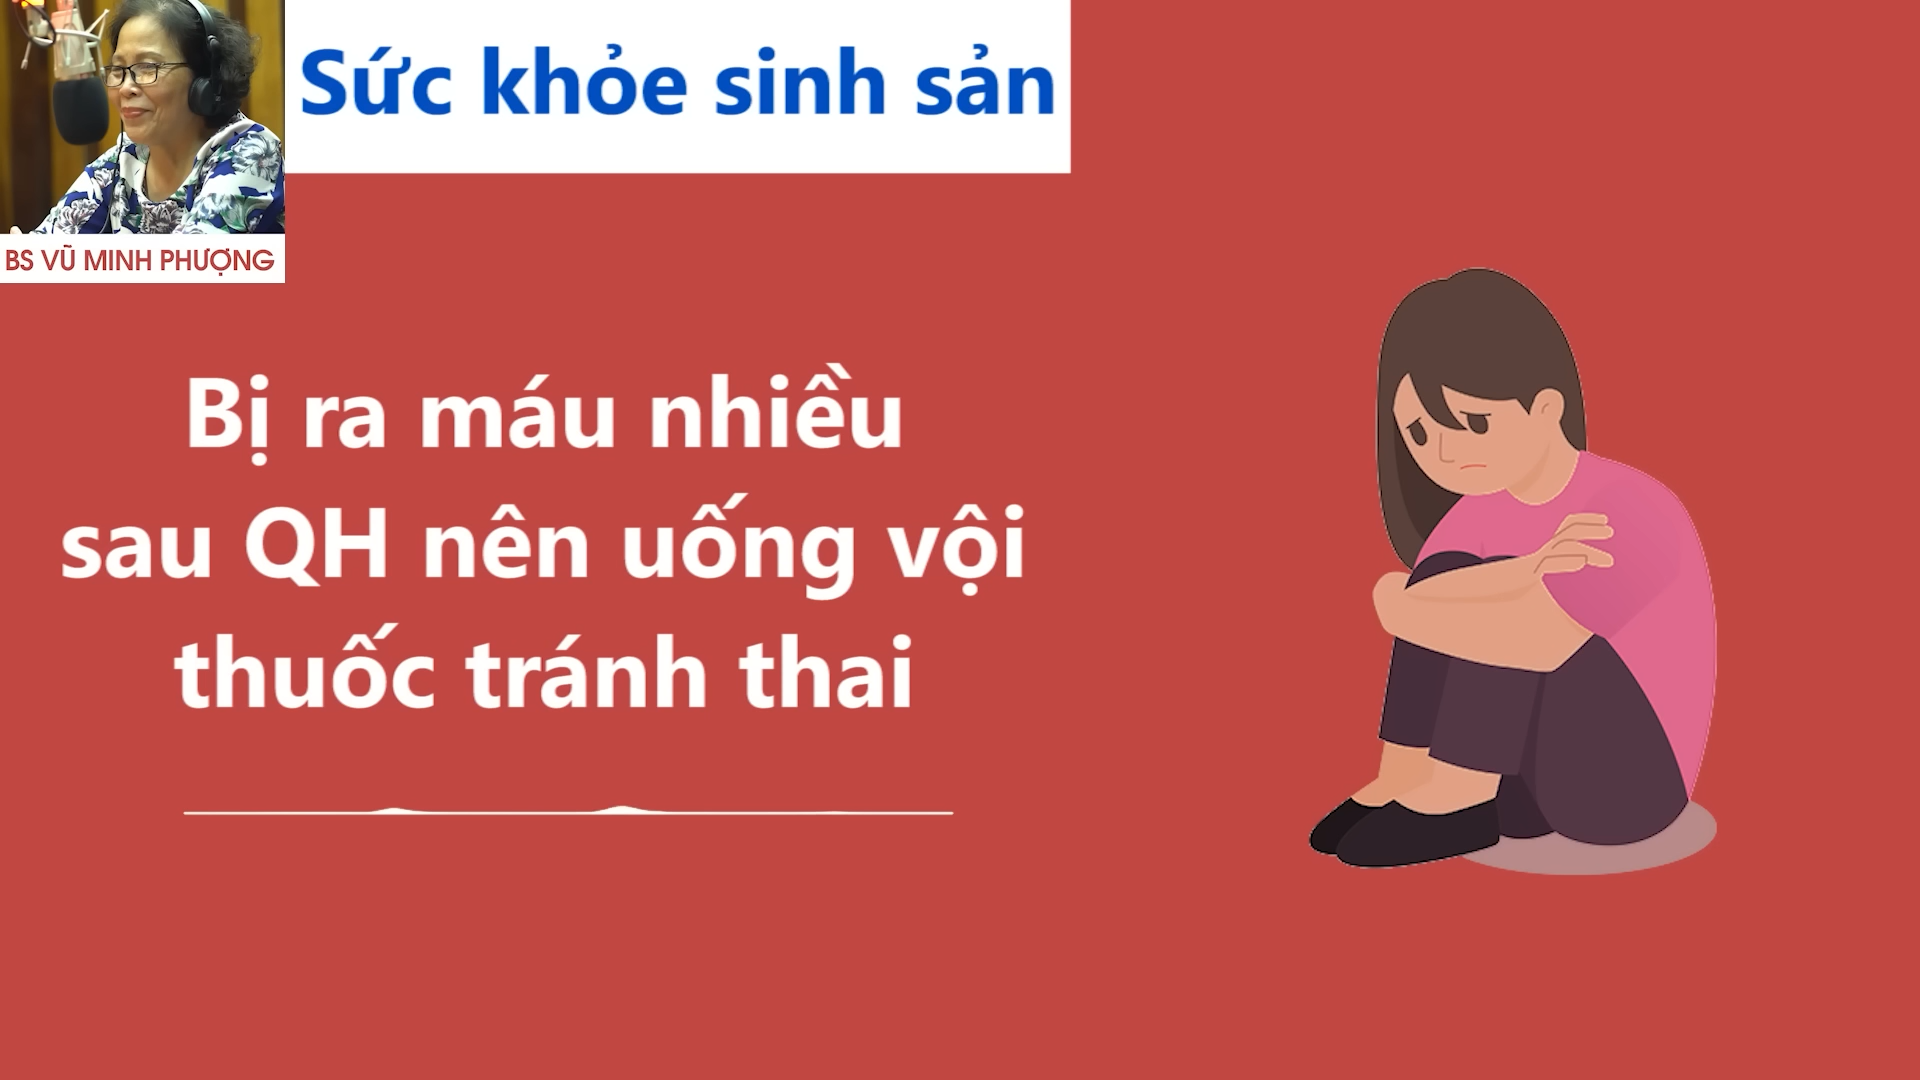 Sức khỏe sinh sản
BS VŨ MINH PHƯỢNG
Bị ra máu nhiều
sau QH nên uống vội
thuốc tránh thai